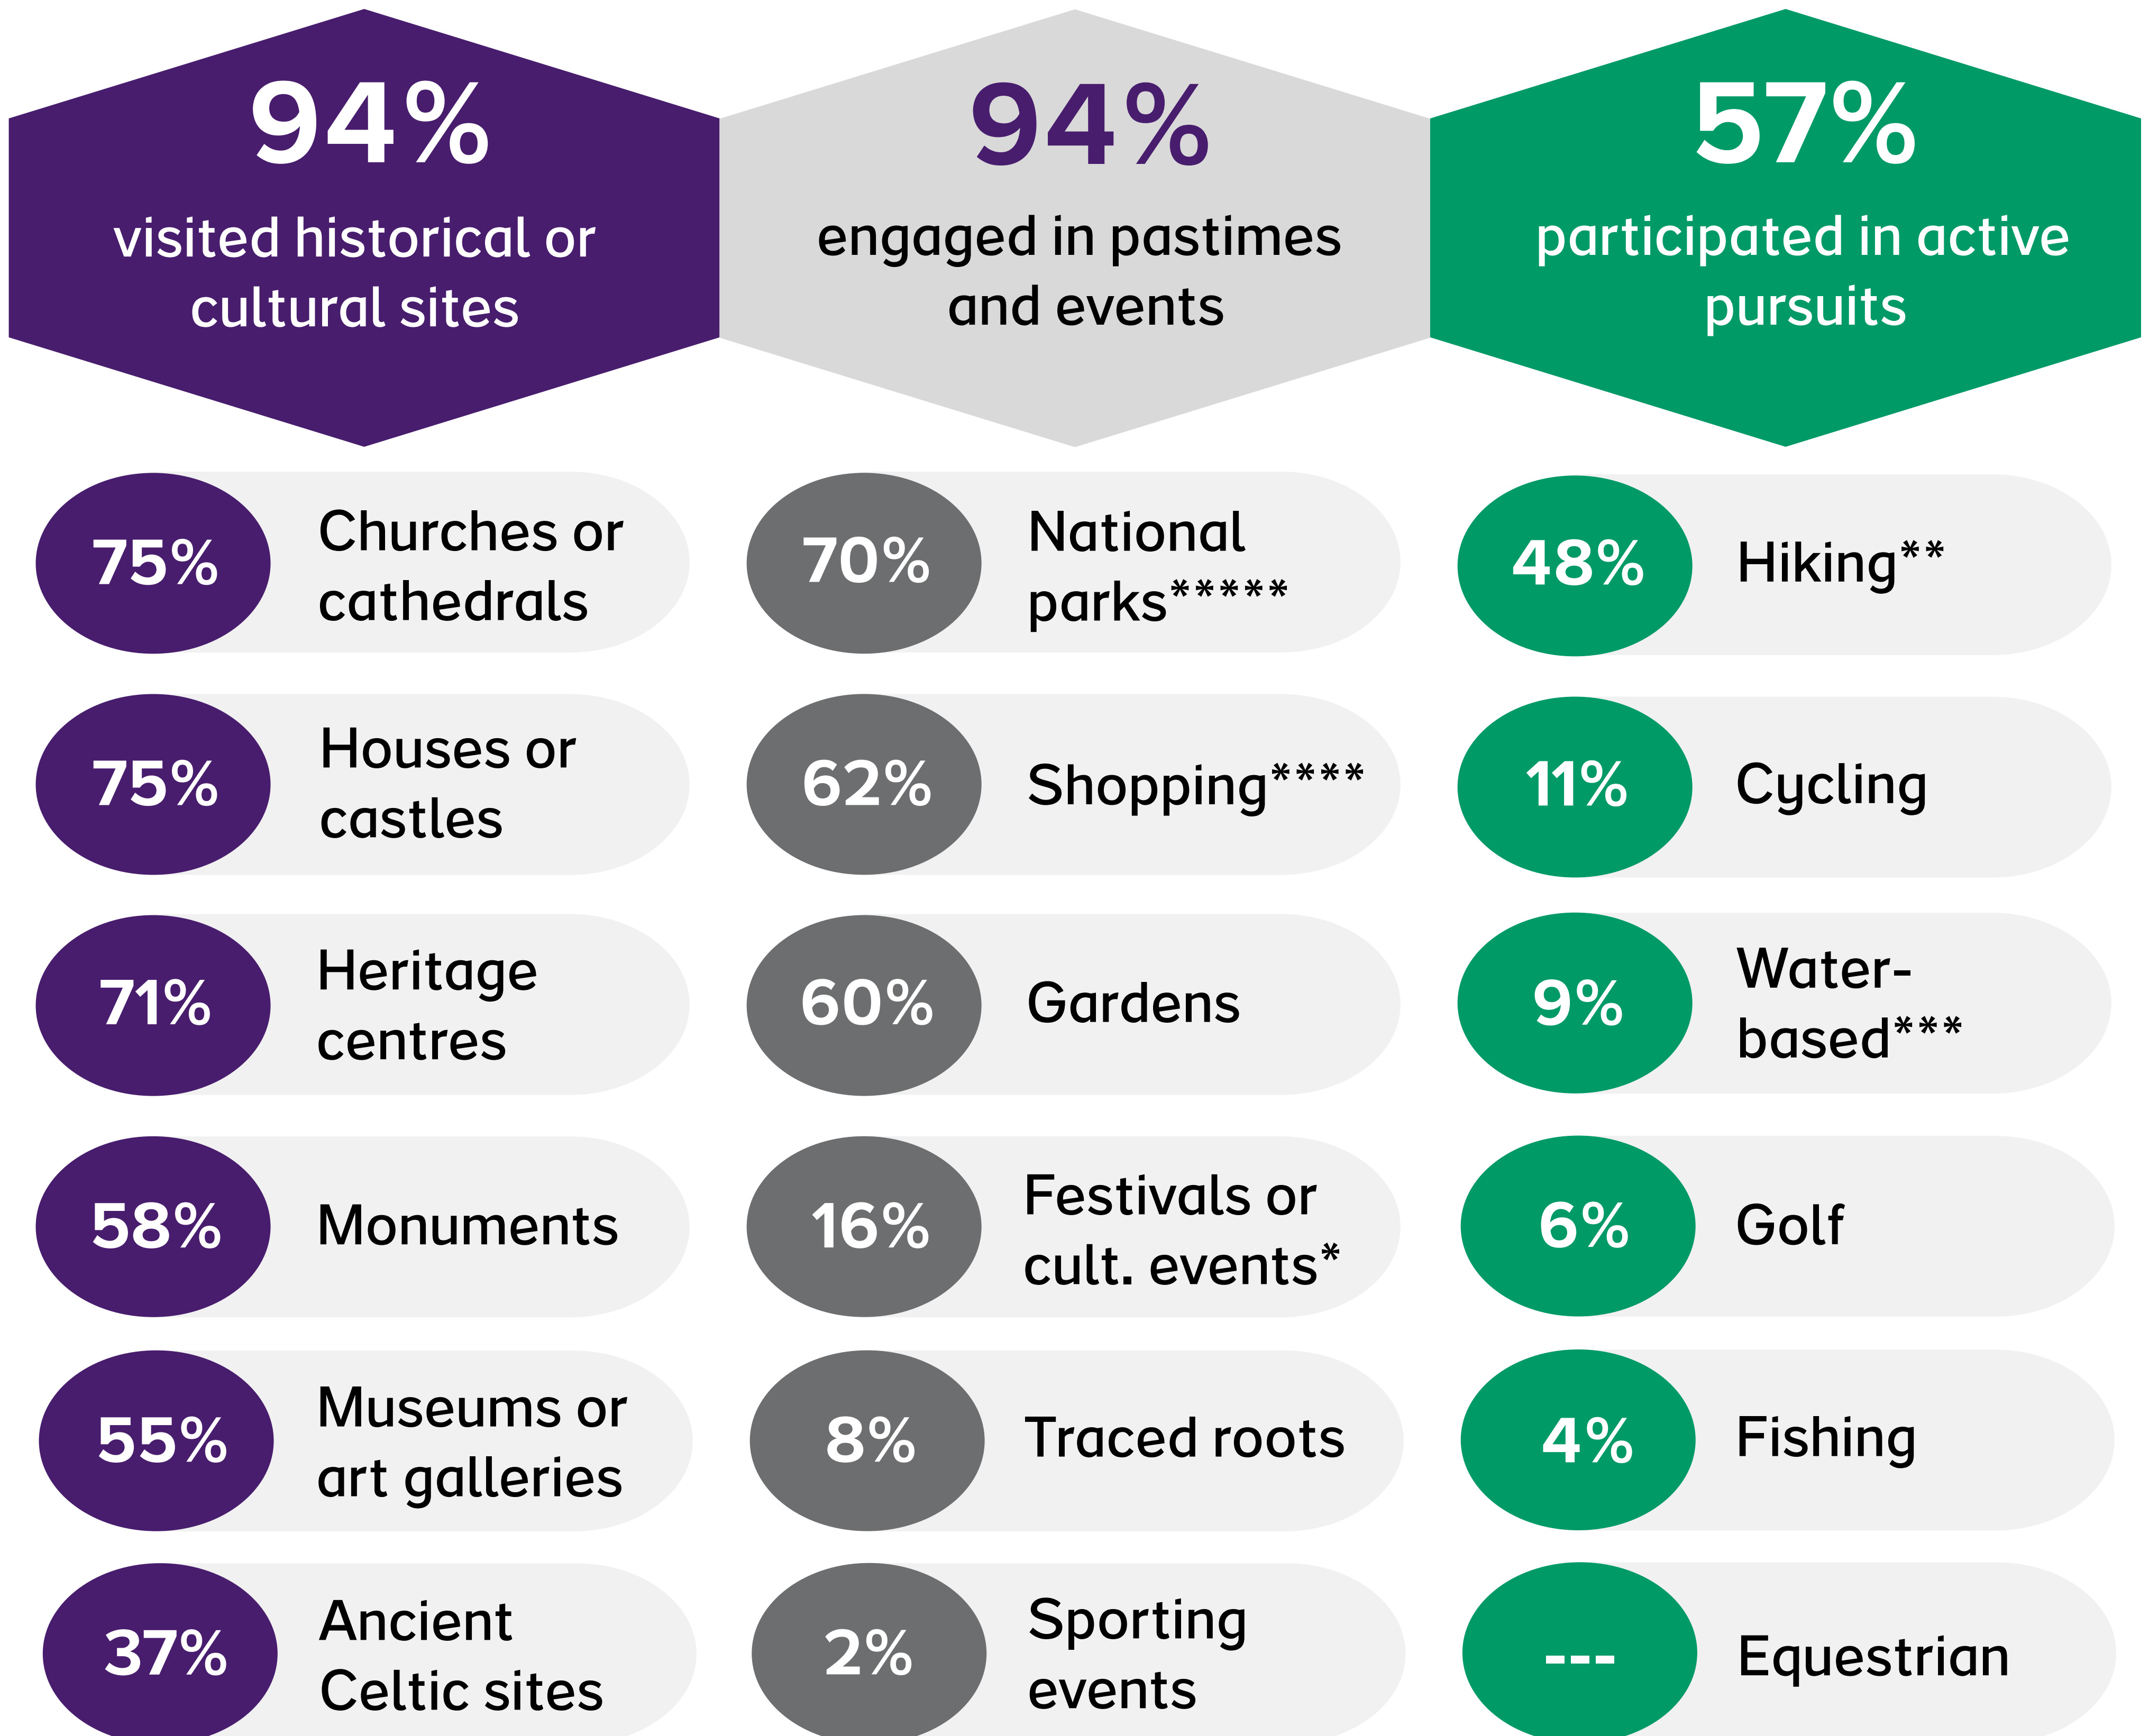 94%
visited historical or
cultural sites
94%
engaged in pastimes
and events
57%
participated in active
pursuits
75%
Churches or
cathedrals
75%
Houses or
castles
71%
Heritage
centres
58%
Monuments
55%
Museums or
art galleries
37%
Ancient
Celtic sites
70%
National
parks*****
62%
Shopping****
60%
Gardens
16%
Festivals or
cult. events*
8%
Traced roots
2%
Sporting
events
48%
Hiking**
11%
Cycling
9%
Water-
based***
6%
Golf
4%
Fishing
---
Equestrian